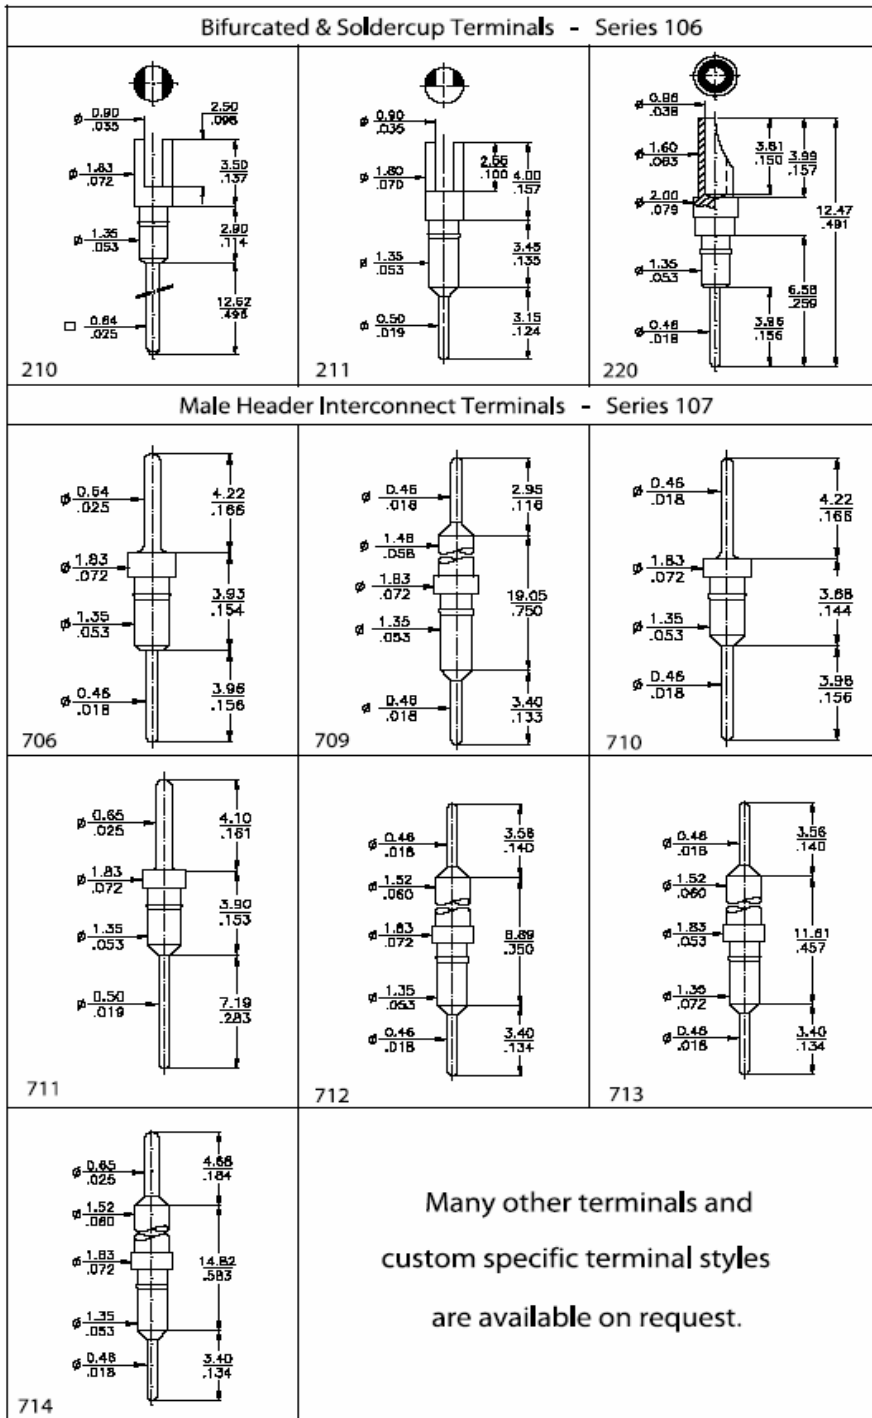 Bifurcated & Soldercup Terminals - Series 106
ø 0.90
.035
2.50
.098
ø 1.83
.072
3.50
.137
ø 1.35
.053
2.90
.114
□ 0.64
.025
210
ø 0.90
.035
ø 1.80
.070
.100
4.00
.157
ø 1.35
.053
3.45
.135
ø 0.50
.019
3.15
.124
211
ø 0.96
.038
ø 1.60
.063
3.81
.150
3.99
.157
ø 2.00
.079
12.47
.491
ø 1.35
.053
6.58
.259
ø 0.46
.018
3.96
.156
220
Male Header Interconnect Terminals - Series 107
ø 0.64
.025
4.22
.166
ø 1.83
.072
3.93
.154
ø 1.35
.053
ø 0.46
.018
3.96
.156
706
ø 0.46
.018
2.95
.116
ø 1.48
.058
ø 1.83
.072
19.05
.750
ø 1.35
.053
ø 0.46
.018
3.40
.133
709
ø 0.46
.018
4.22
.166
ø 1.83
.072
3.68
.144
ø 1.35
.053
ø 0.46
.018
3.96
.156
710
ø 0.65
.025
4.10
.161
ø 1.83
.072
3.90
.153
ø 1.35
.053
ø 0.50
.019
7.19
.283
711
ø 0.46
.018
3.56
.140
ø 1.52
.060
ø 1.83
.072
8.89
.350
ø 1.35
.053
ø 0.46
.018
3.40
.134
712
ø 0.46
.018
3.56
.140
ø 1.52
.060
ø 1.83
.053
11.61
.457
ø 1.35
.072
ø 0.46
.018
3.40
.134
713
ø 0.65
.025
4.68
.184
ø 1.52
.060
ø 1.83
.072
14.82
.583
ø 1.35
.053
ø 0.46
.018
3.40
.134
714
Many other terminals and
custom specific terminal styles
are available on request.